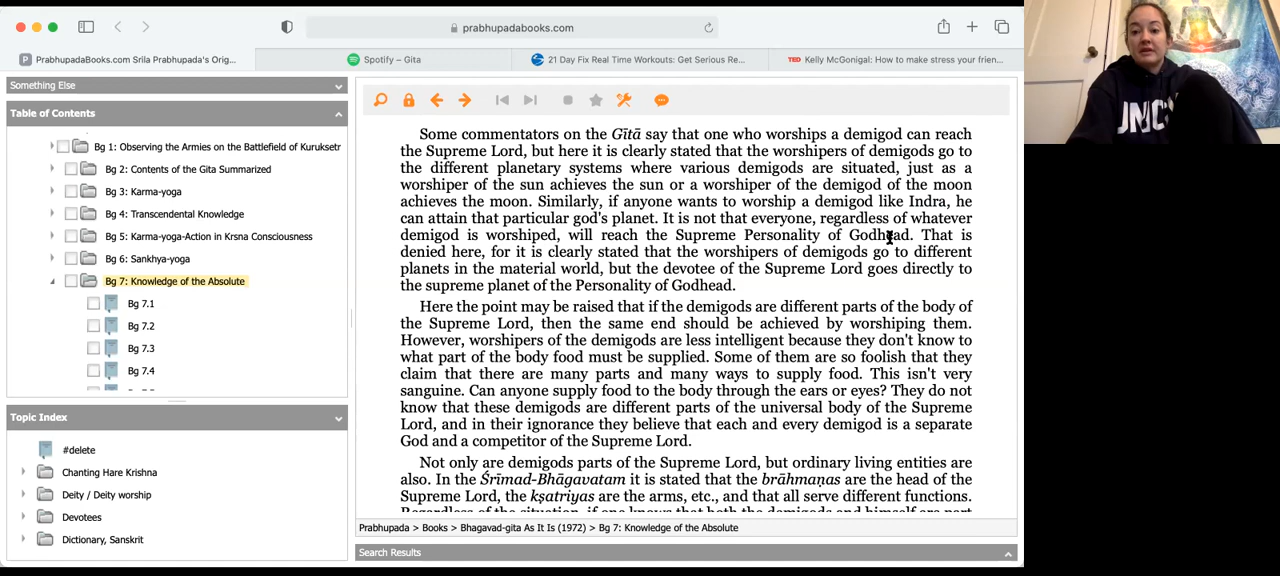 prabhupadabooks.com
PrabhupadaBooks.com Srila Prabhupada's Orig...
Spotify – Gita
21 Day Fix Real Time Workouts: Get Serious Re...
TED
Kelly McGonigal: How to make stress your frien...
Something Else
Table of Contents
Bg 1: Observing the Armies on the Battlefield of Kuruksetr
Bg 2: Contents of the Gita Summarized
Bg 3: Karma-yoga
Bg 4: Transcendental Knowledge
Bg 5: Karma-yoga-Action in Krsna Consciousness
Bg 6: Sankhya-yoga
Bg 7: Knowledge of the Absolute
Bg 7.1
Bg 7.2
Bg 7.3
Bg 7.4
Topic Index
#delete
Chanting Hare Krishna
Deity / Deity worship
Devotees
Dictionary, Sanskrit
Some commentators on the Gītā say that one who worships a demigod can reach
the Supreme Lord, but here it is clearly stated that the worshipers of demigods go to
the different planetary systems where various demigods are situated, just as a
worshiper of the sun achieves the sun or a worshiper of the demigod of the moon
achieves the moon. Similarly, if anyone wants to worship a demigod like Indra, he
can attain that particular god's planet. It is not that everyone, regardless of whatever
demigod is worshiped, will reach the Supreme Personality of Godhead. That is
denied here, for it is clearly stated that the worshipers of demigods go to different
planets in the material world, but the devotee of the Supreme Lord goes directly to
the supreme planet of the Personality of Godhead.
Here the point may be raised that if the demigods are different parts of the body of
the Supreme Lord, then the same end should be achieved by worshiping them.
However, worshipers of the demigods are less intelligent because they don't know to
what part of the body food must be supplied. Some of them are so foolish that they
claim that there are many parts and many ways to supply food. This isn't very
sanguine. Can anyone supply food to the body through the ears or eyes? They do not
know that these demigods are different parts of the universal body of the Supreme
Lord, and in their ignorance they believe that each and every demigod is a separate
God and a competitor of the Supreme Lord.
Not only are demigods parts of the Supreme Lord, but ordinary living entities are
also. In the Śrīmad-Bhāgavatam it is stated that the brāhmaṇas are the head of the
Supreme Lord, the kṣatriyas are the arms, etc., and that all serve different functions.
Regardless of the situation, if one knows that both the demigods and himself are part
Prabhupada > Books > Bhagavad-gita As It Is (1972) > Bg 7: Knowledge of the Absolute
Search Results